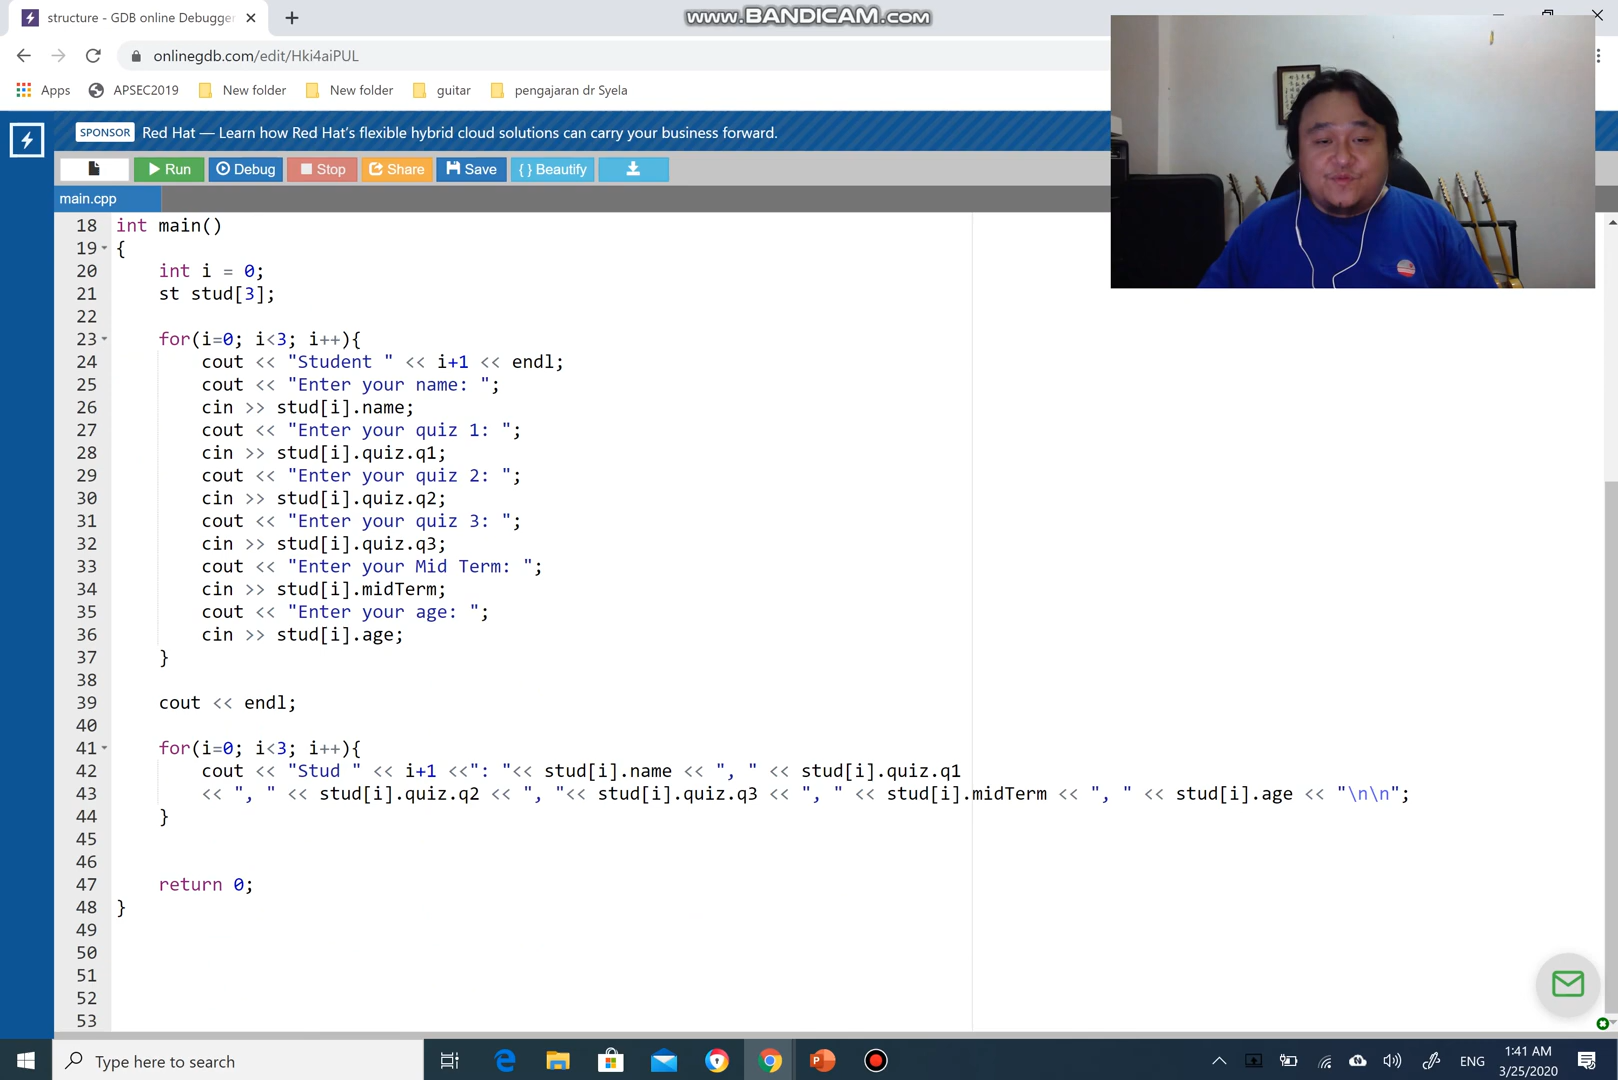 structure - GDB online Debugger
www.BANDICAM.com
onlinegdb.com/edit/Hki4aiPUL
Apps APSEC2019 New folder New folder guitar pengajaran dr Syela
SPONSOR Red Hat — Learn how Red Hat's flexible hybrid cloud solutions can carry your business forward.
Run Debug Stop Share Save { } Beautify
main.cpp
18 int main()
19 {
20 int i = 0;
21 st stud[3];
22
23 for(i=0; i<3; i++){
24 cout << "Student " << i+1 << endl;
25 cout << "Enter your name: ";
26 cin >> stud[i].name;
27 cout << "Enter your quiz 1: ";
28 cin >> stud[i].quiz.q1;
29 cout << "Enter your quiz 2: ";
30 cin >> stud[i].quiz.q2;
31 cout << "Enter your quiz 3: ";
32 cin >> stud[i].quiz.q3;
33 cout << "Enter your Mid Term: ";
34 cin >> stud[i].midTerm;
35 cout << "Enter your age: ";
36 cin >> stud[i].age;
37 }
38
39 cout << endl;
40
41 for(i=0; i<3; i++){
42 cout << "Stud " << i+1 <<": "<< stud[i].name << ", " << stud[i].quiz.q1
43 << ", " << stud[i].quiz.q2 << ", "<< stud[i].quiz.q3 << ", " << stud[i].midTerm << ", " << stud[i].age << "\n\n";
44 }
45
46
47 return 0;
48 }
49
50
51
52
53
Type here to search
ENG
1:41 AM
3/25/2020